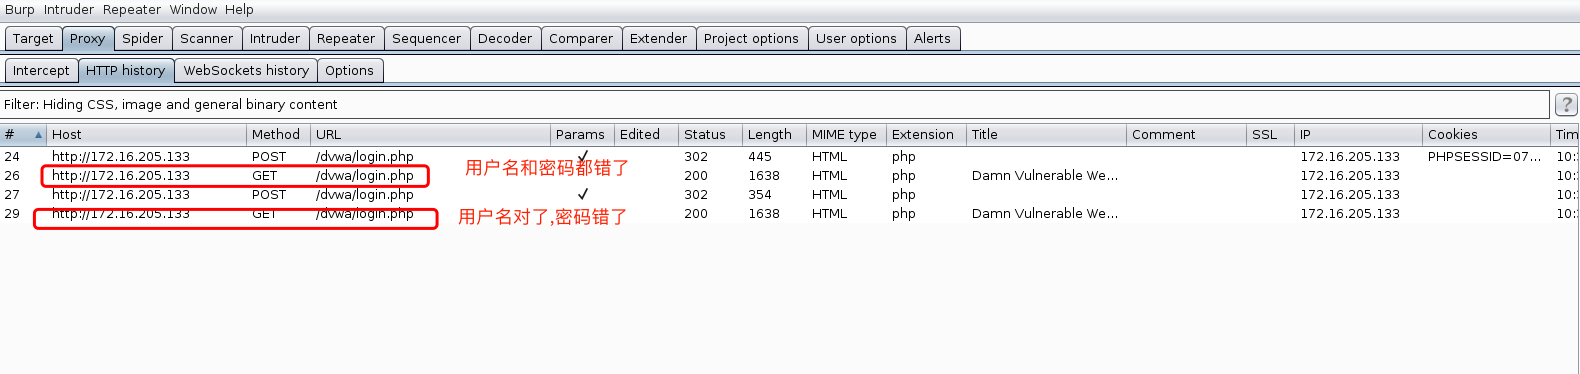 Burp Intruder Repeater Window Help
Target Proxy Spider Scanner Intruder Repeater Sequencer Decoder Comparer Extender Project options User options Alerts
Intercept HTTP history WebSockets history Options
Filter: Hiding CSS, image and general binary content ?
# Host Method URL Params Edited Status Length MIME type Extension Title Comment SSL IP Cookies Tim
24 http://172.16.205.133 POST /dvwa/login.php ✓ 302 445 HTML php 172.16.205.133 PHPSESSID=07... 10:
用户名和密码都错了
26 http://172.16.205.133 GET /dvwa/login.php 200 1638 HTML php Damn Vulnerable We... 172.16.205.133 10:
27 http://172.16.205.133 POST /dvwa/login.php ✓ 302 354 HTML php 172.16.205.133 10:
29 http://172.16.205.133 GET /dvwa/login.php 用户名对了,密码错了 200 1638 HTML php Damn Vulnerable We... 172.16.205.133 10: